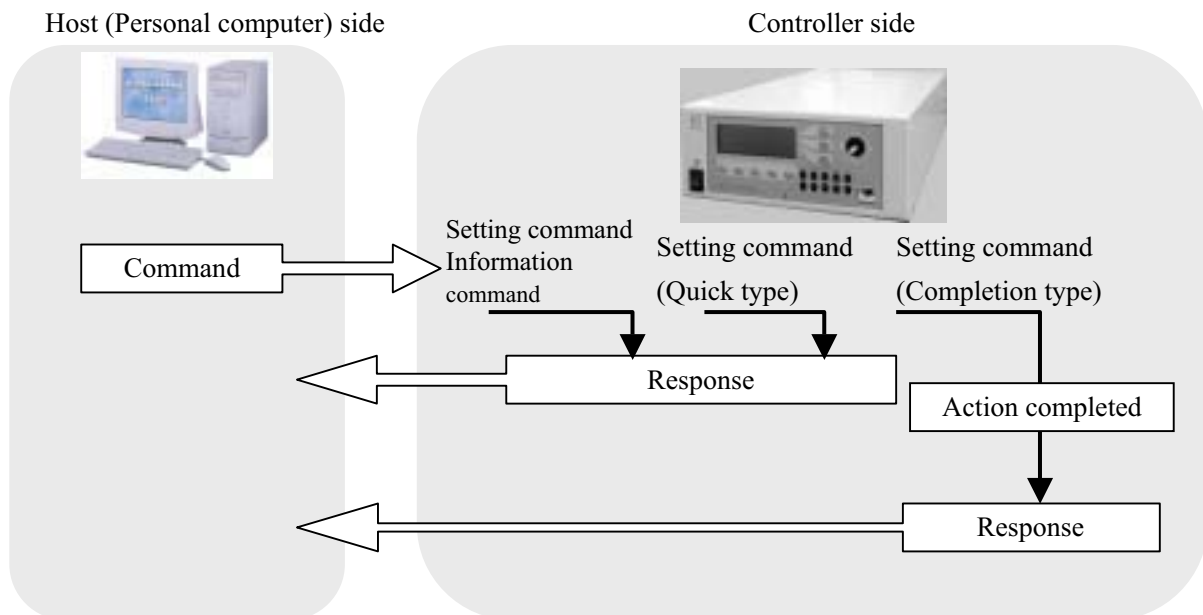 Host (Personal computer) side
Controller side
Command
Setting command
Information
command
Setting command
(Quick type)
Setting command
(Completion type)
Response
Action completed
Response